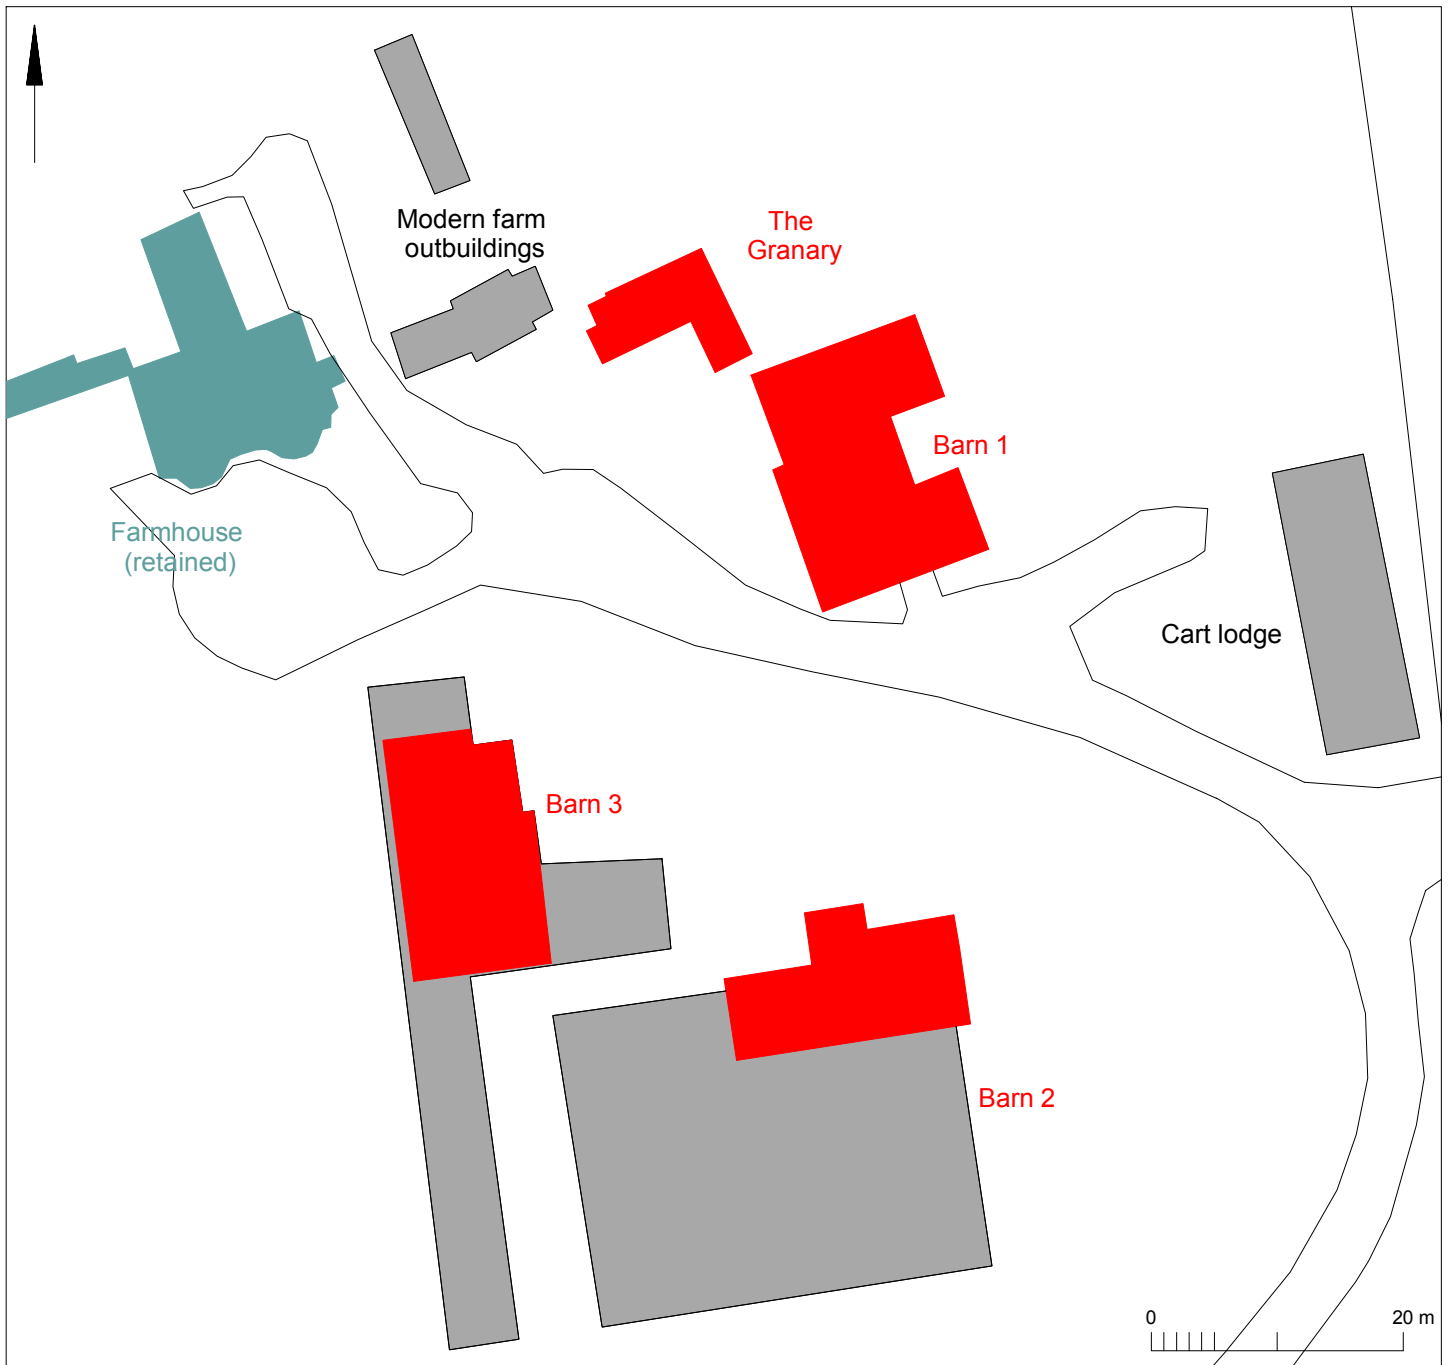 Modern farm
outbuildings
The
Granary
Barn 1
Farmhouse
(retained)
Cart lodge
Barn 3
Barn 2
0
20 m